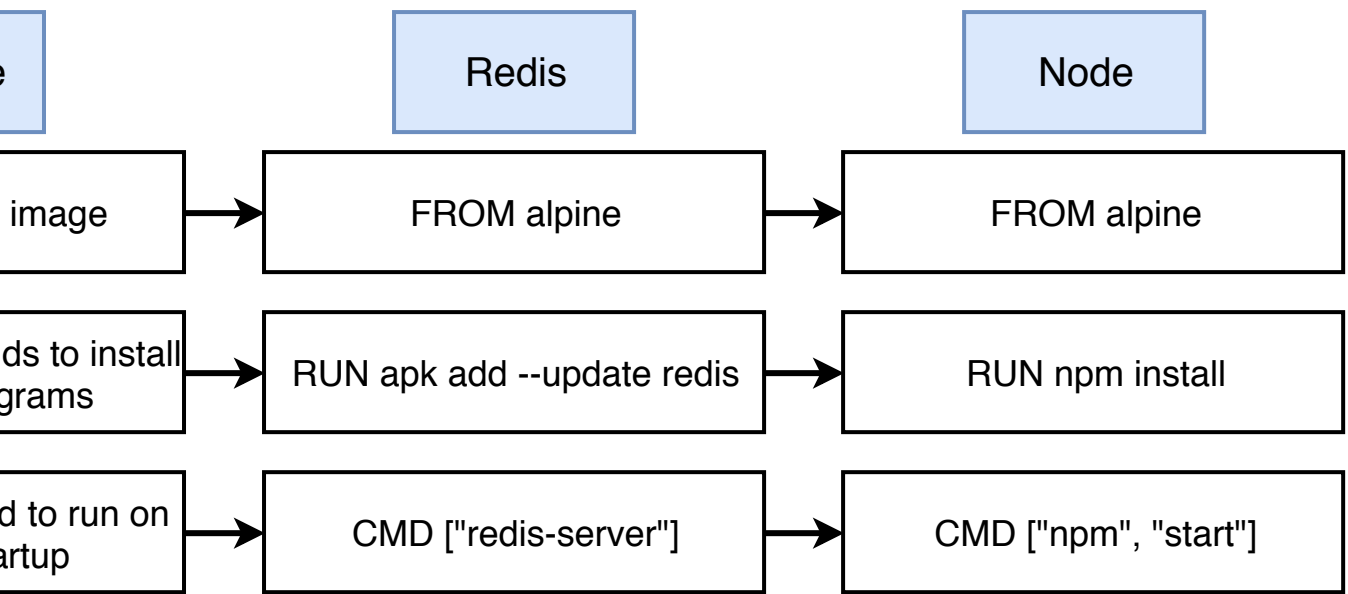 Redis
Node
image
FROM alpine
FROM alpine
to install
RUN apk add --update redis
RUN npm install
to run on
CMD ["redis-server"]
CMD ["npm", "start"]